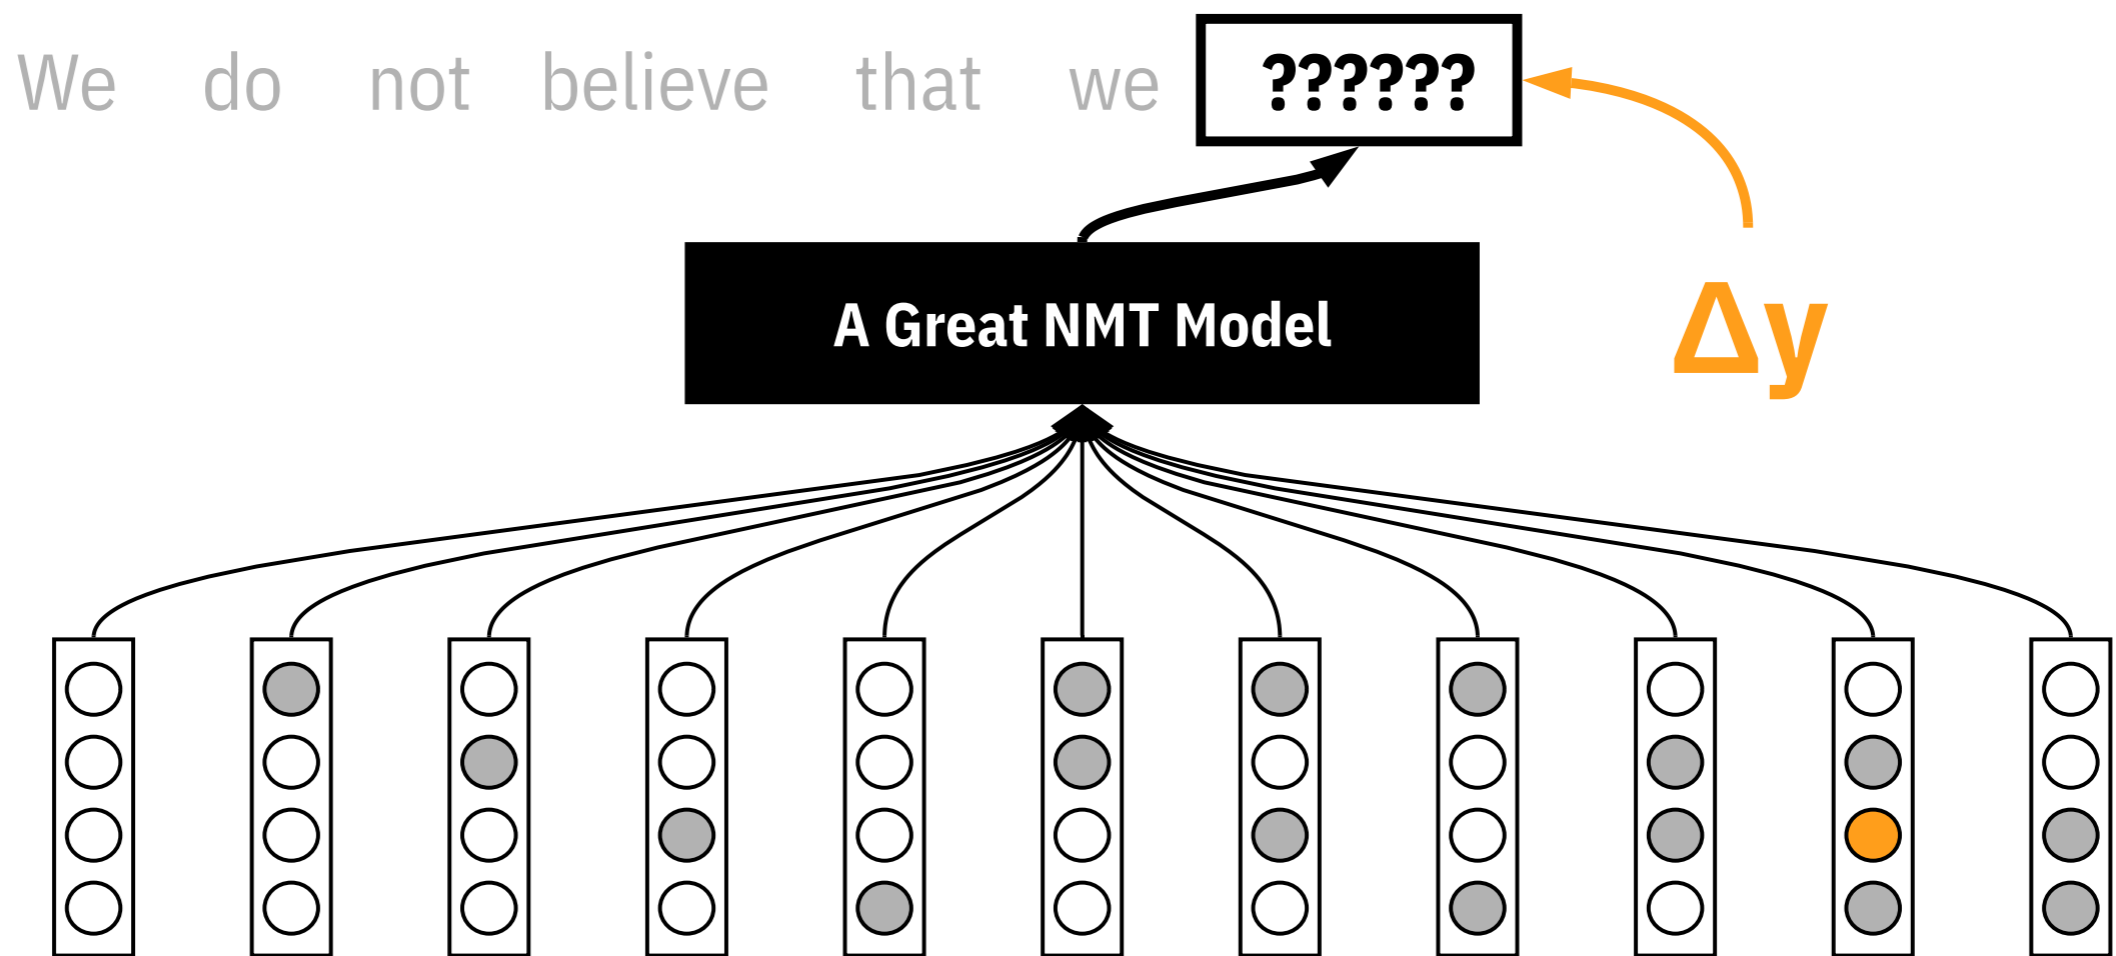 We do not believe that we ??????
A Great NMT Model
Δy